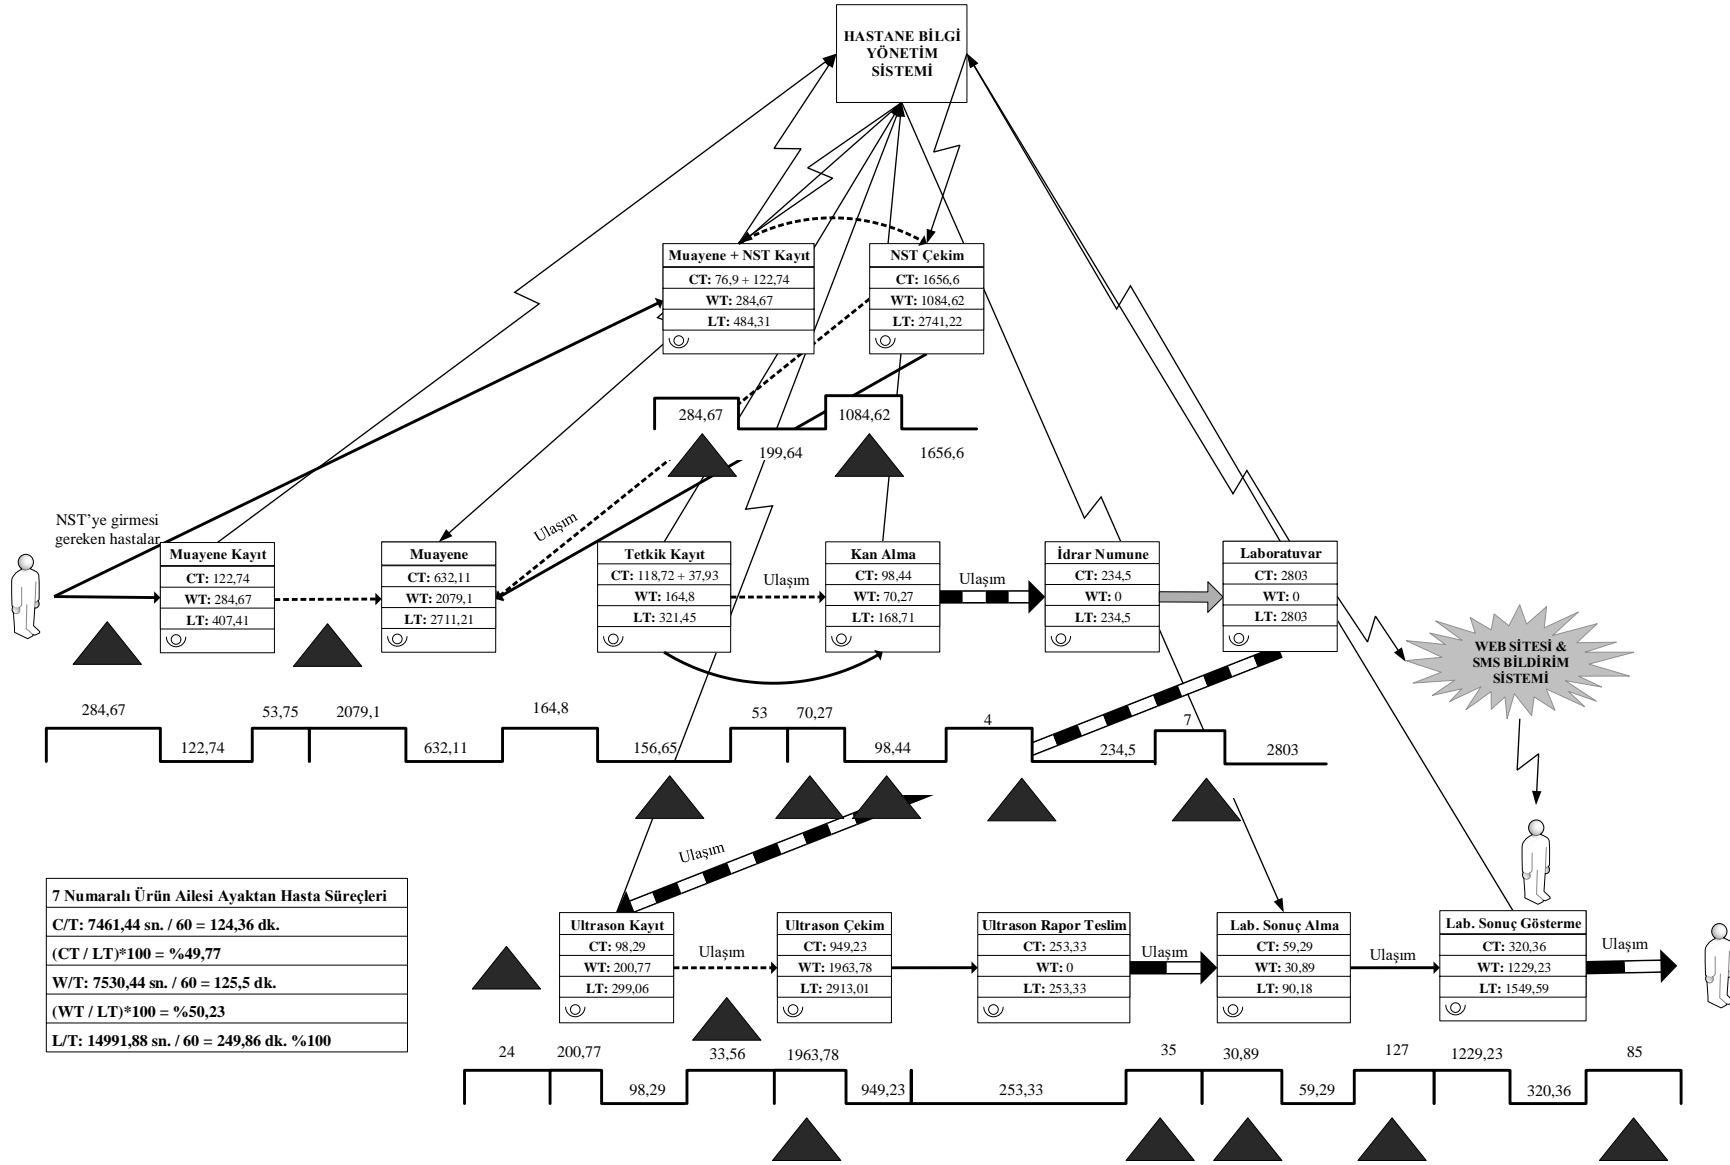 HASTANE BİLGİ
YÖNETİM
SİSTEMİ
Muayene + NST Kayıt
CT: 76,9 + 122,74
WT: 284,67
LT: 484,31
NST Çekim
CT: 1656,6
WT: 1084,62
LT: 2741,22
284,67
199,64
1084,62
1656,6
NST'ye girmesi
gereken hastalar
Ulaşım
Muayene Kayıt
CT: 122,74
WT: 284,67
LT: 407,41
Muayene
CT: 632,11
WT: 2079,1
LT: 2711,21
Tetkik Kayıt
CT: 118,72 + 37,93
WT: 164,8
LT: 321,45
Ulaşım
Kan Alma
CT: 98,44
WT: 70,27
LT: 168,71
Ulaşım
İdrar Numune
CT: 234,5
WT: 0
LT: 234,5
Laboratuvar
CT: 2803
WT: 0
LT: 2803
WEB SİTESİ &
SMS BİLDİRİM
SİSTEMİ
284,67
122,74
53,75
2079,1
632,11
164,8
156,65
53
70,27
98,44
4
234,5
7
2803
Ulaşım
7 Numaralı Ürün Ailesi Ayaktan Hasta Süreçleri
C/T: 7461,44 sn. / 60 = 124,36 dk.
(CT / LT)*100 = %49,77
W/T: 7530,44 sn. / 60 = 125,5 dk.
(WT / LT)*100 = %50,23
L/T: 14991,88 sn. / 60 = 249,86 dk. %100
Ultrason Kayıt
CT: 98,29
WT: 200,77
LT: 299,06
Ulaşım
Ultrason Çekim
CT: 949,23
WT: 1963,78
LT: 2913,01
Ultrason Rapor Teslim
CT: 253,33
WT: 0
LT: 253,33
Ulaşım
Lab. Sonuç Alma
CT: 59,29
WT: 30,89
LT: 90,18
Ulaşım
Lab. Sonuç Gösterme
CT: 320,36
WT: 1229,23
LT: 1549,59
Ulaşım
24
200,77
98,29
33,56
1963,78
949,23
253,33
35
30,89
59,29
127
1229,23
320,36
85